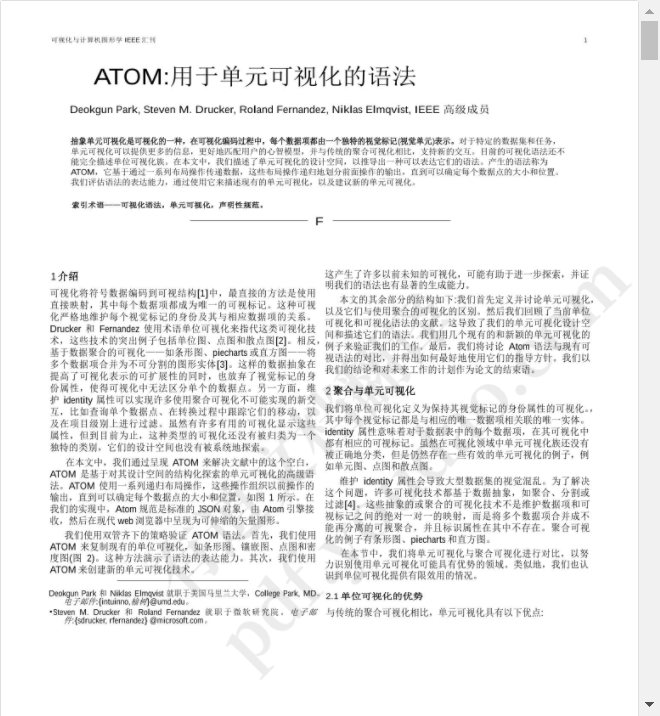 可视化与计算机图形学 IEEE 汇刊
1
ATOM:用于单元可视化的语法
Deokgun Park, Steven M. Drucker, Roland Fernandez, Niklas Elmqvist, IEEE 高级成员
抽象单元可视化是可视化的一种，在可视化编码过程中，每个数据项都由一个独特的视觉标记(视觉单元)表示。对于特定的数据集和任务，
单元可视化可以提供更多的信息，更好地匹配用户的心智模型，并与传统的聚合可视化相比，支持新的交互。目前的可视化语法还不
能完全描述单位可视化族。在本文中，我们描述了单元可视化的设计空间，以推导出一种可以表达它们的语法。产生的语法称为
ATOM，它基于通过一系列布局操作传递数据，这些布局操作递归地划分前面操作的输出，直到可以确定每个数据点的大小和位置。
我们评估语法的表达能力，通过使用它来描述现有的单元可视化，以及建议新的单元可视化。
索引术语——可视化语法，单元可视化，声明性规范。
F
1 介绍
可视化将符号数据编码到可视结构[1]中，最直接的方法是使用
直接映射，其中每个数据项都成为唯一的可视标记。这种可视
化严格地维护每个视觉标记的身份及其与相应数据项的关系。
Drucker 和 Fernandez 使用术语单位可视化来指代这类可视化技
术，这些技术的突出例子包括单位图、点图和散点图[2]。相反，
基于数据聚合的可视化——如条形图、piecharts 或直方图——将
多个数据项合并为不可分割的图形实体[3]。这样的数据抽象在
提高了可视化表示的可扩展性的同时，也放弃了视觉标记的身
份属性，使得可视化中无法区分单个的数据点。另一方面，维
护 identity 属性可以实现许多使用聚合可视化不可能实现的新交
互，比如查询单个数据点、在转换过程中跟踪它们的移动，以
及在项目级别上进行过滤。虽然有许多有用的可视化显示这些
属性，但到目前为止，这种类型的可视化还没有被归类为一个
独特的类别，它们的设计空间也没有被系统地探索。
在本文中，我们通过呈现 ATOM 来解决文献中的这个空白，
ATOM 是基于对其设计空间的结构化探索的单元可视化的高级语
法。ATOM 使用一系列递归布局操作，这些操作组织以前操作的
输出，直到可以确定每个数据点的大小和位置，如图 1 所示。在
我们的实现中，Atom 规范是标准的 JSON 对象，由 Atom 引擎接
收，然后在现代 web 浏览器中呈现为可伸缩的矢量图形。
我们使用双管齐下的策略验证 ATOM 语法。首先，我们使用
ATOM 来复制现有的单位可视化，如条形图、镶嵌图、点图和密
度图(图 2)。这种方法演示了语法的表达能力。其次，我们使用
ATOM 来创建新的单元可视化技术。
Deokgun Park 和 Niklas Elmqvist 就职于美国马里兰大学，College Park, MD。
电子邮件:{intuinno,榆树}@umd.edu。
•Steven M. Drucker 和 Roland Fernandez 就职于微软研究院。电子邮
件:{sdrucker, rfernandez} @microsoft.com。
这产生了许多以前未知的可视化，可能有助于进一步探索，并证
明我们的语法也有显著的生成能力。
本文的其余部分的结构如下:我们首先定义并讨论单元可视化，
以及它们与使用聚合的可视化的区别。然后我们回顾了当前单位
可视化和可视化语法的文献。这导致了我们的单元可视化设计空
间和描述它们的语法。我们用几个现有的和新颖的单元可视化的
例子来验证我们的工作。最后，我们将讨论 Atom 语法与现有可
视语法的对比，并得出如何最好地使用它们的指导方针。我们以
我们的结论和对未来工作的计划作为论文的结束语。
2 聚合与单元可视化
我们将单位可视化定义为保持其视觉标记的身份属性的可视化。,
其中每个视觉标记都是与相应的唯一数据项相关联的唯一实体。
identity 属性意味着对于数据表中的每个数据项，在其可视化中
都有相应的可视标记。虽然在可视化领域中单元可视化族还没有
被正确地分类，但是仍然存在一些有效的单元可视化的例子，例
如单元图、点图和散点图。
维护 identity 属性会导致大型数据集的视觉混乱。为了解决
这个问题，许多可视化技术都基于数据抽象，如聚合、分割或
过滤[4]。这些抽象的或聚合的可视化技术不是维护数据项和可
视标记之间的绝对一对一的映射，而是将多个数据项合并成不
能再分离的可视聚合，并且标识属性在其中不存在。聚合可视
化的例子有条形图、piecharts 和直方图。
在本节中，我们将单元可视化与聚合可视化进行对比，以努
力识别使用单元可视化可能具有优势的领域。类似地，我们也认
识到单位可视化提供有限效用的情况。
2.1 单位可视化的优势
与传统的聚合可视化相比，单元可视化具有以下优点: